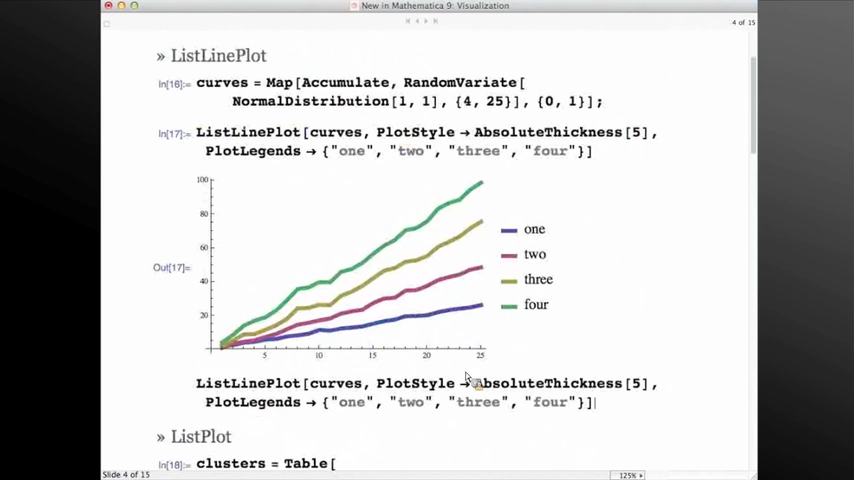 New in Mathematica 9: Visualization
4 of 15
» ListLinePlot
In[16]:= curves = Map[Accumulate, RandomVariate[
NormalDistribution[1, 1], {4, 25}], {0, 1}];
In[17]:= ListLinePlot[curves, PlotStyle → AbsoluteThickness[5],
PlotLegends → {"one", "two", "three", "four"}]
100
80
60
40
20
5 10 15 20 25
one
two
three
four
Out[17]=
ListLinePlot[curves, PlotStyle → AbsoluteThickness[5],
PlotLegends → {"one", "two", "three", "four"}]
» ListPlot
In[18]:= clusters = Table[
Slide 4 of 15
125%